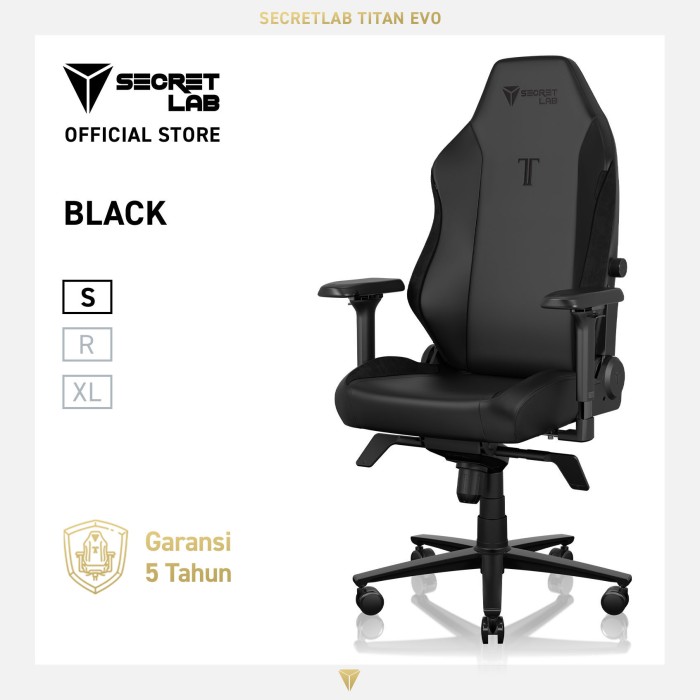 SECRETLAB TITAN EVO
SECRET
LAB
OFFICIAL STORE
BLACK
S
R
XL
Garansi
5 Tahun
SECRET
LAB
T